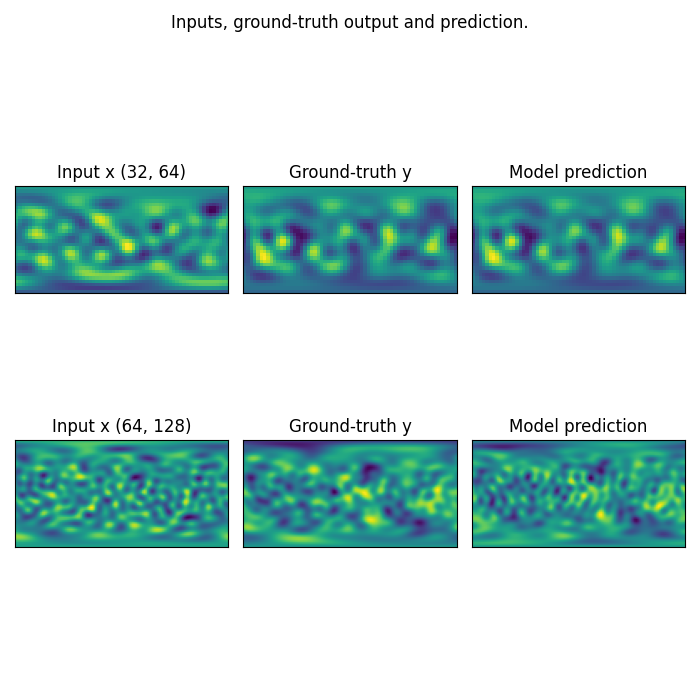 Inputs, ground-truth output and prediction.
Input x (32, 64)
Ground-truth y
Model prediction
Input x (64, 128)
Ground-truth y
Model prediction